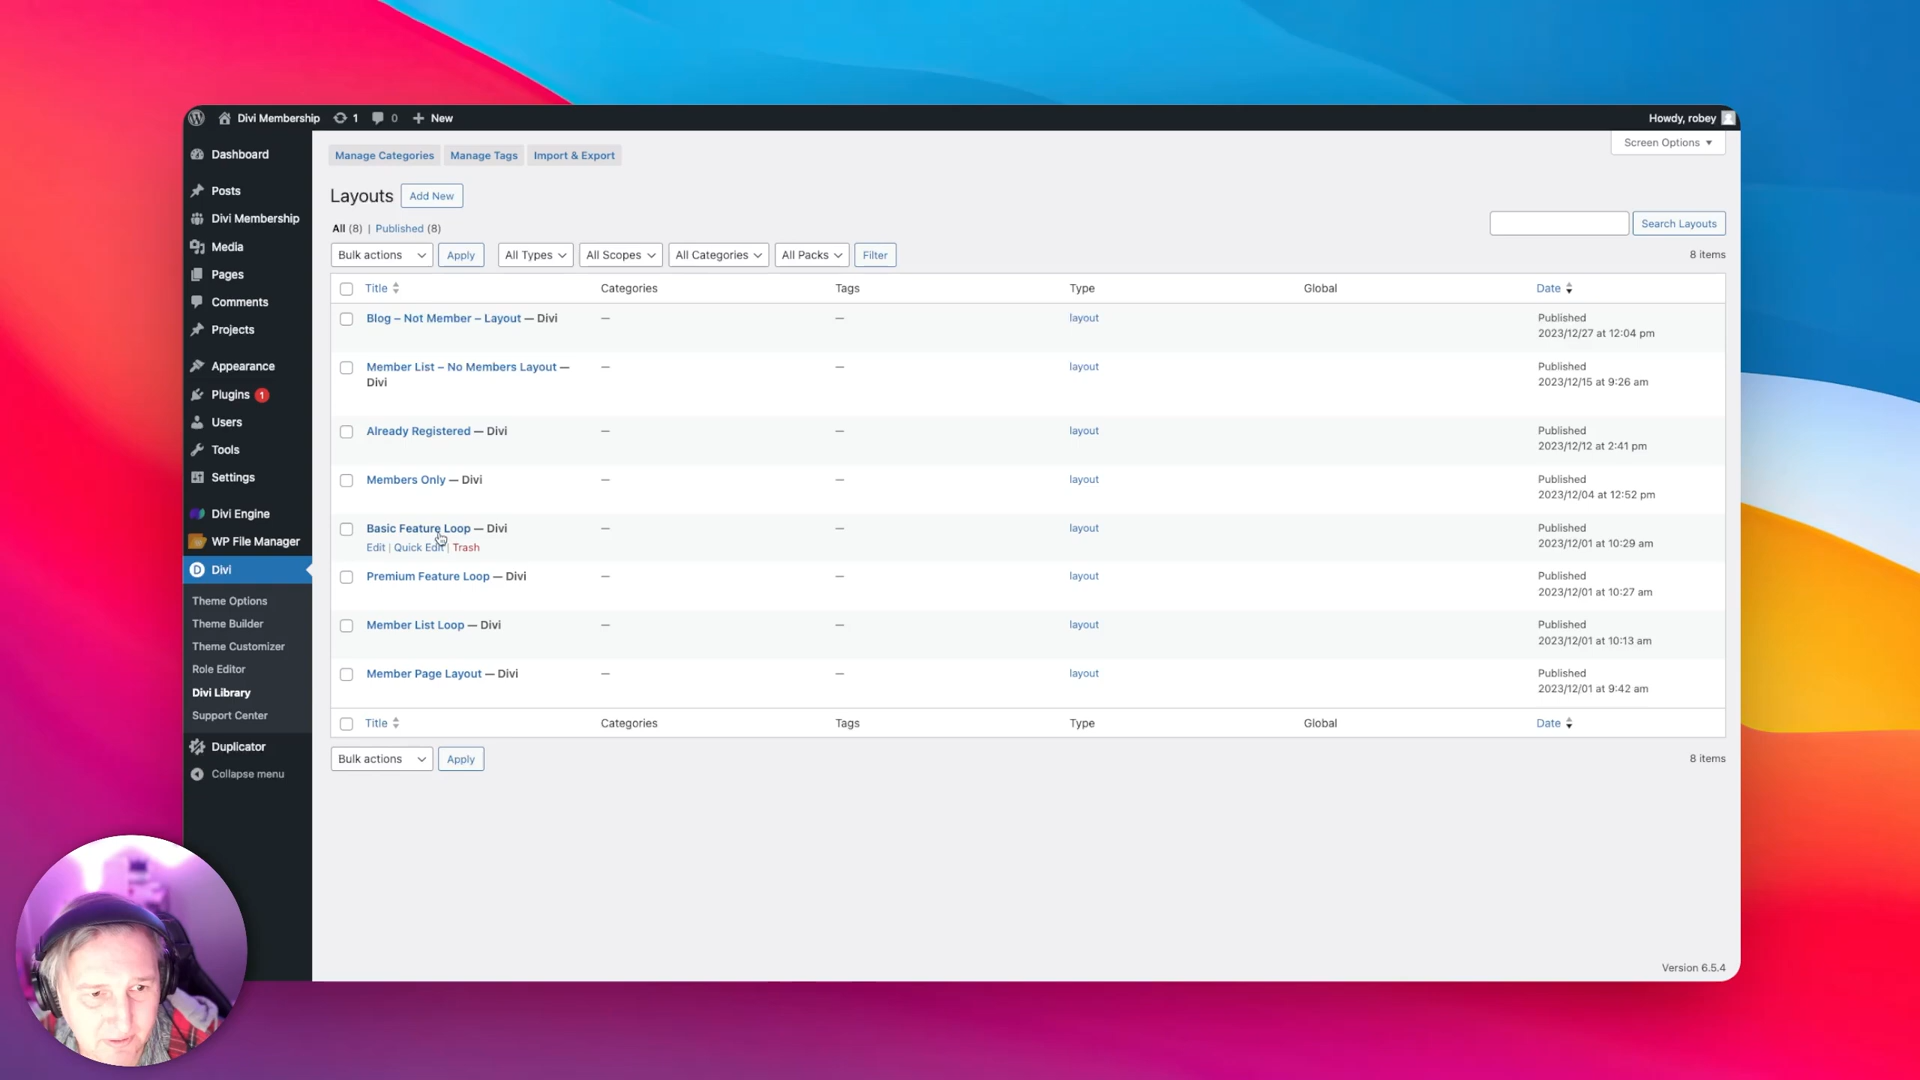 Divi Membership 1 0 New Howdy, robey
Dashboard
Posts
Divi Membership
Media
Pages
Comments
Projects
Appearance
Plugins 1
Users
Tools
Settings
Divi Engine
WP File Manager
Divi
Theme Options
Theme Builder
Theme Customizer
Role Editor
Divi Library
Support Center
Duplicator
Collapse menu
Manage Categories Manage Tags Import & Export Screen Options
Layouts Add New
Search Layouts
All (8) | Published (8)
Bulk actions Apply All Types All Scopes All Categories All Packs Filter 8 items
Title Categories Tags Type Global Date
Blog – Not Member – Layout — Divi — — layout Published
2023/12/27 at 12:04 pm
Member List – No Members Layout — — — layout Published
Divi 2023/12/15 at 9:26 am
Already Registered — Divi — — layout Published
2023/12/12 at 2:41 pm
Members Only — Divi — — layout Published
2023/12/04 at 12:52 pm
Basic Feature Loop — Divi — — layout Published
Edit | Quick Edit | Trash 2023/12/01 at 10:29 am
Premium Feature Loop — Divi — — layout Published
2023/12/01 at 10:27 am
Member List Loop — Divi — — layout Published
2023/12/01 at 10:13 am
Member Page Layout — Divi — — layout Published
2023/12/01 at 9:42 am
Title Categories Tags Type Global Date
Bulk actions Apply 8 items
Version 6.5.4